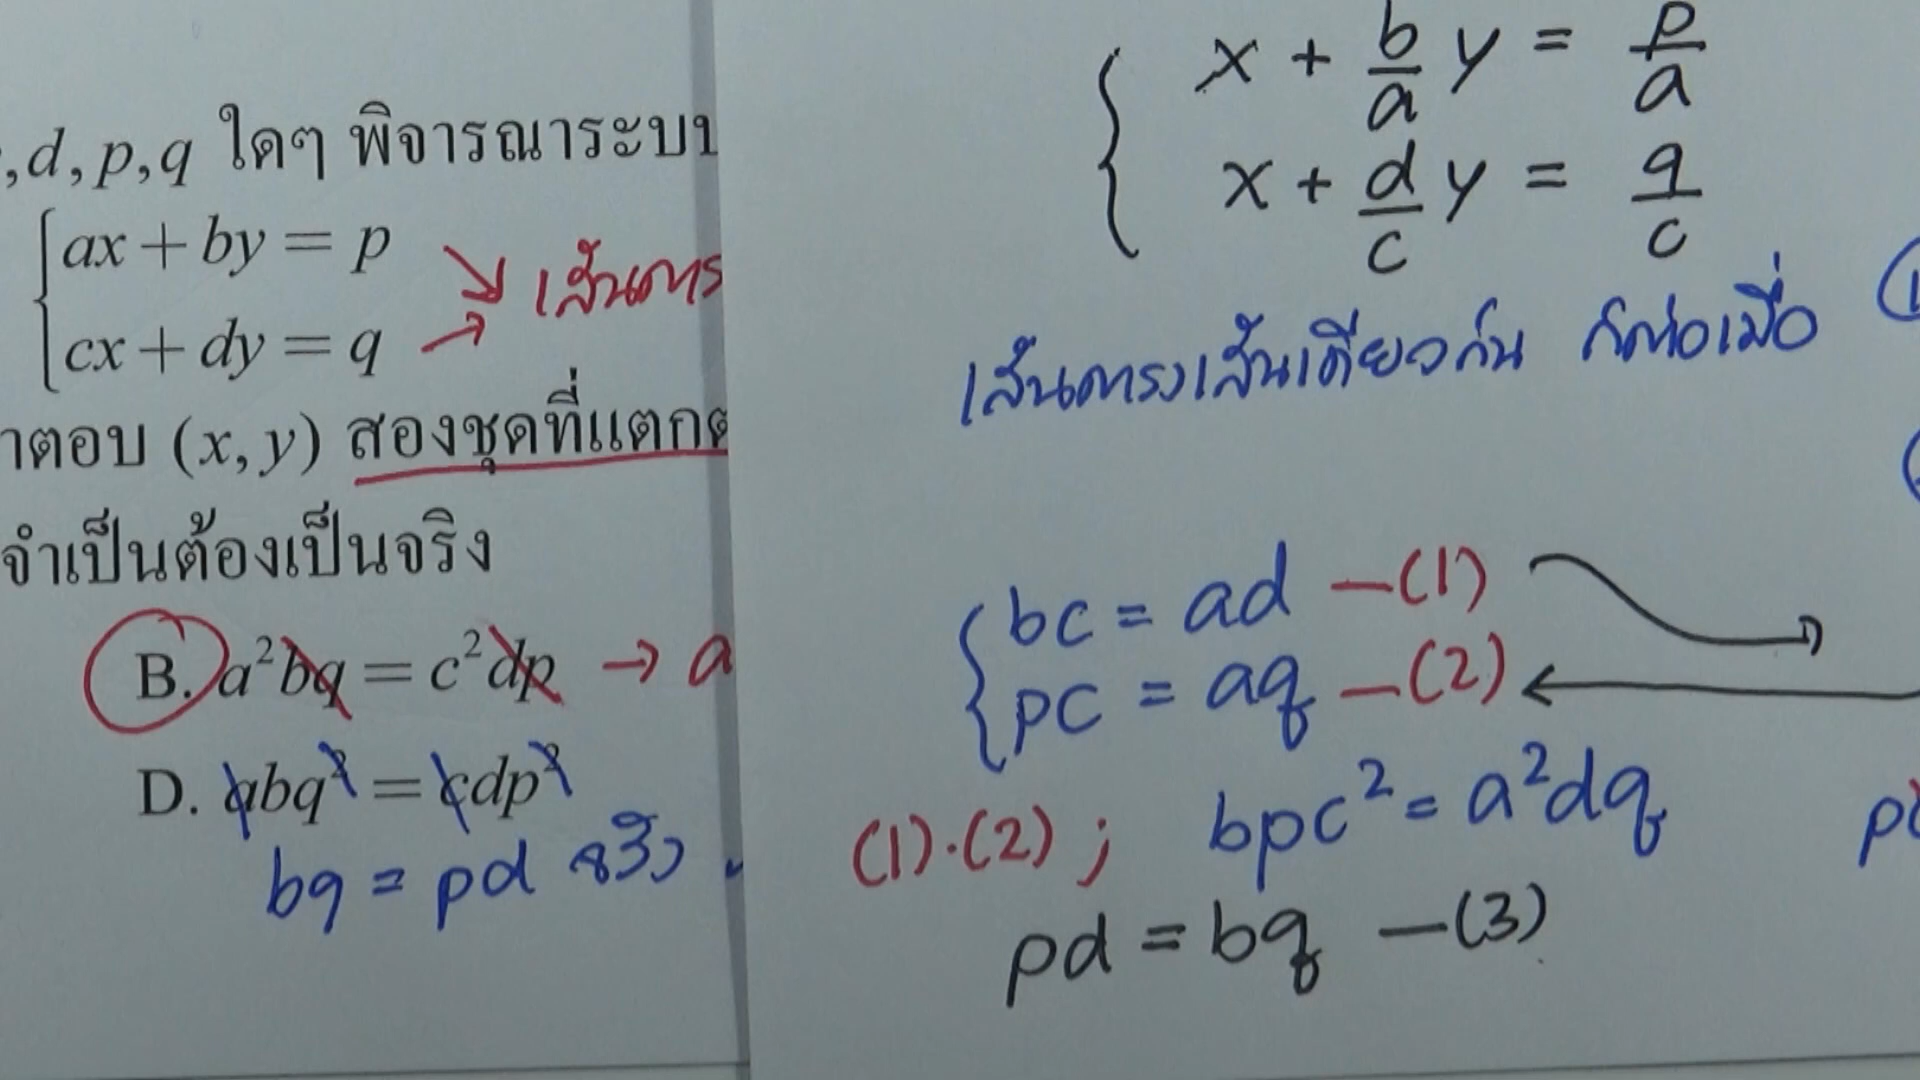 ,d,p,q ใดๆ พิจารณาระบบ
ax + by = p
cx + dy = q
เส้นตรง
าตอบ (x, y) สองชุดที่แตกต
จำเป็นต้องเป็นจริง
B. a²bq = c²dp → a
D. abq² = cdp²
bq = pd จริง
x + b/a y = p/a
x + d/c y = q/c
เส้นตรงเส้นเดียวกัน ก็ต่อเมื่อ
bc = ad —(1)
pc = aq —(2)
(1)·(2) ; bpc² = a²dq
pd = bq —(3)